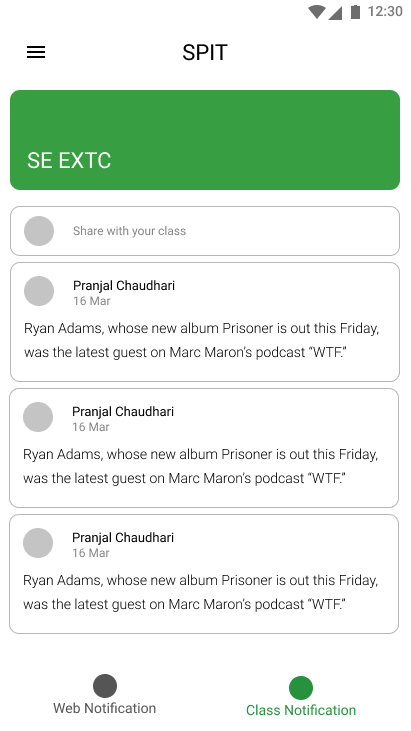 12:30
SPIT
SE EXTC
Share with your class
Pranjal Chaudhari
16 Mar
Ryan Adams, whose new album Prisoner is out this Friday,
was the latest guest on Marc Maron’s podcast “WTF.”
Pranjal Chaudhari
16 Mar
Ryan Adams, whose new album Prisoner is out this Friday,
was the latest guest on Marc Maron’s podcast “WTF.”
Pranjal Chaudhari
16 Mar
Ryan Adams, whose new album Prisoner is out this Friday,
was the latest guest on Marc Maron’s podcast “WTF.”
Web Notification
Class Notification